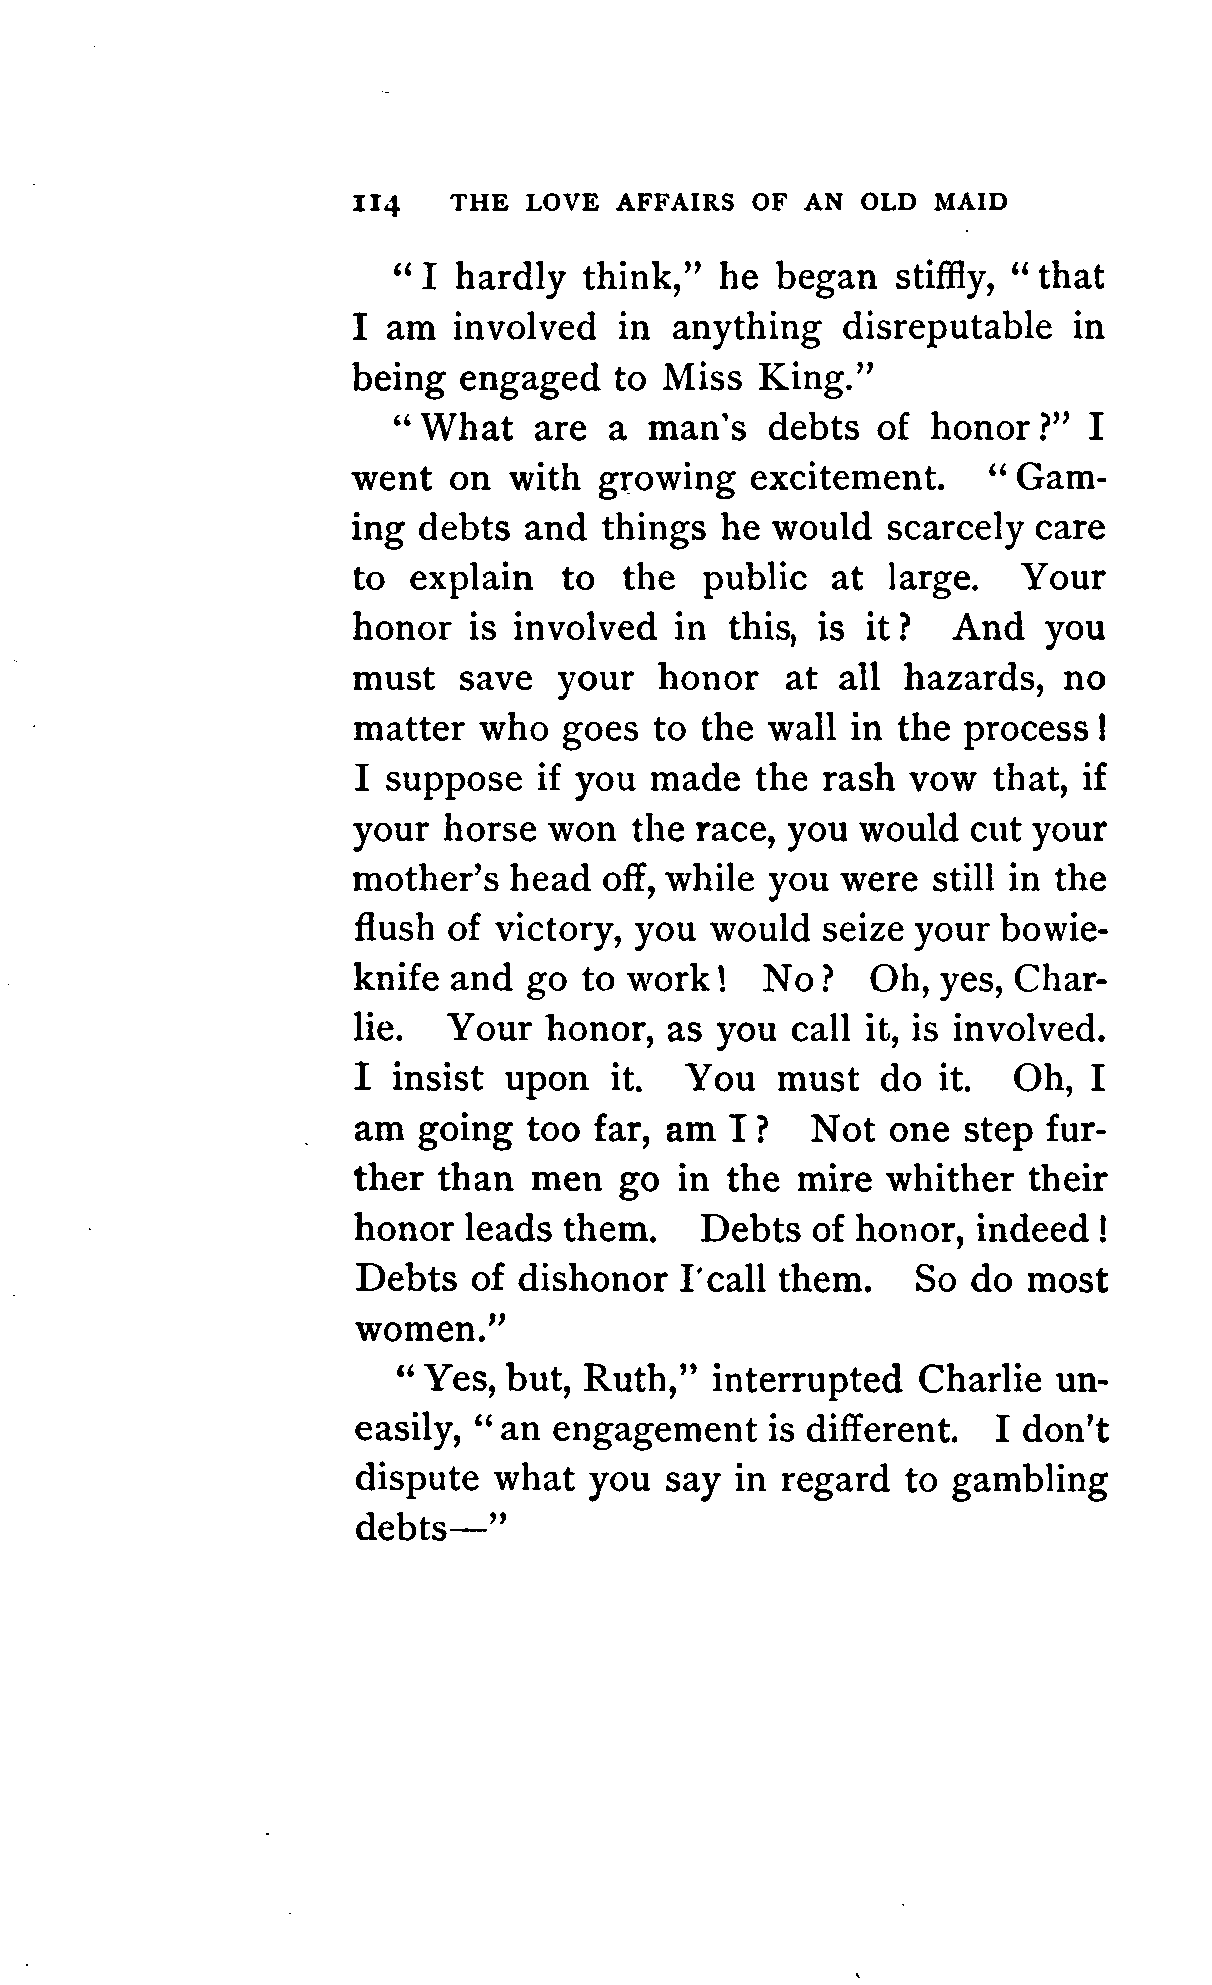 114 THE LOVE AFFAIRS OF AN OLD MAID
"I hardly think," he began stiffly, "that
I am involved in anything disreputable in
being engaged to Miss King."
"What are a man's debts of honor?" I
went on with growing excitement. "Gam-
ing debts and things he would scarcely care
to explain to the public at large. Your
honor is involved in this, is it? And you
must save your honor at all hazards, no
matter who goes to the wall in the process!
I suppose if you made the rash vow that, if
your horse won the race, you would cut your
mother's head off, while you were still in the
flush of victory, you would seize your bowie-
knife and go to work! No? Oh, yes, Char-
lie. Your honor, as you call it, is involved.
I insist upon it. You must do it. Oh, I
am going too far, am I? Not one step fur-
ther than men go in the mire whither their
honor leads them. Debts of honor, indeed!
Debts of dishonor I call them. So do most
women."
"Yes, but, Ruth," interrupted Charlie un-
easily, "an engagement is different. I don't
dispute what you say in regard to gambling
debts—"